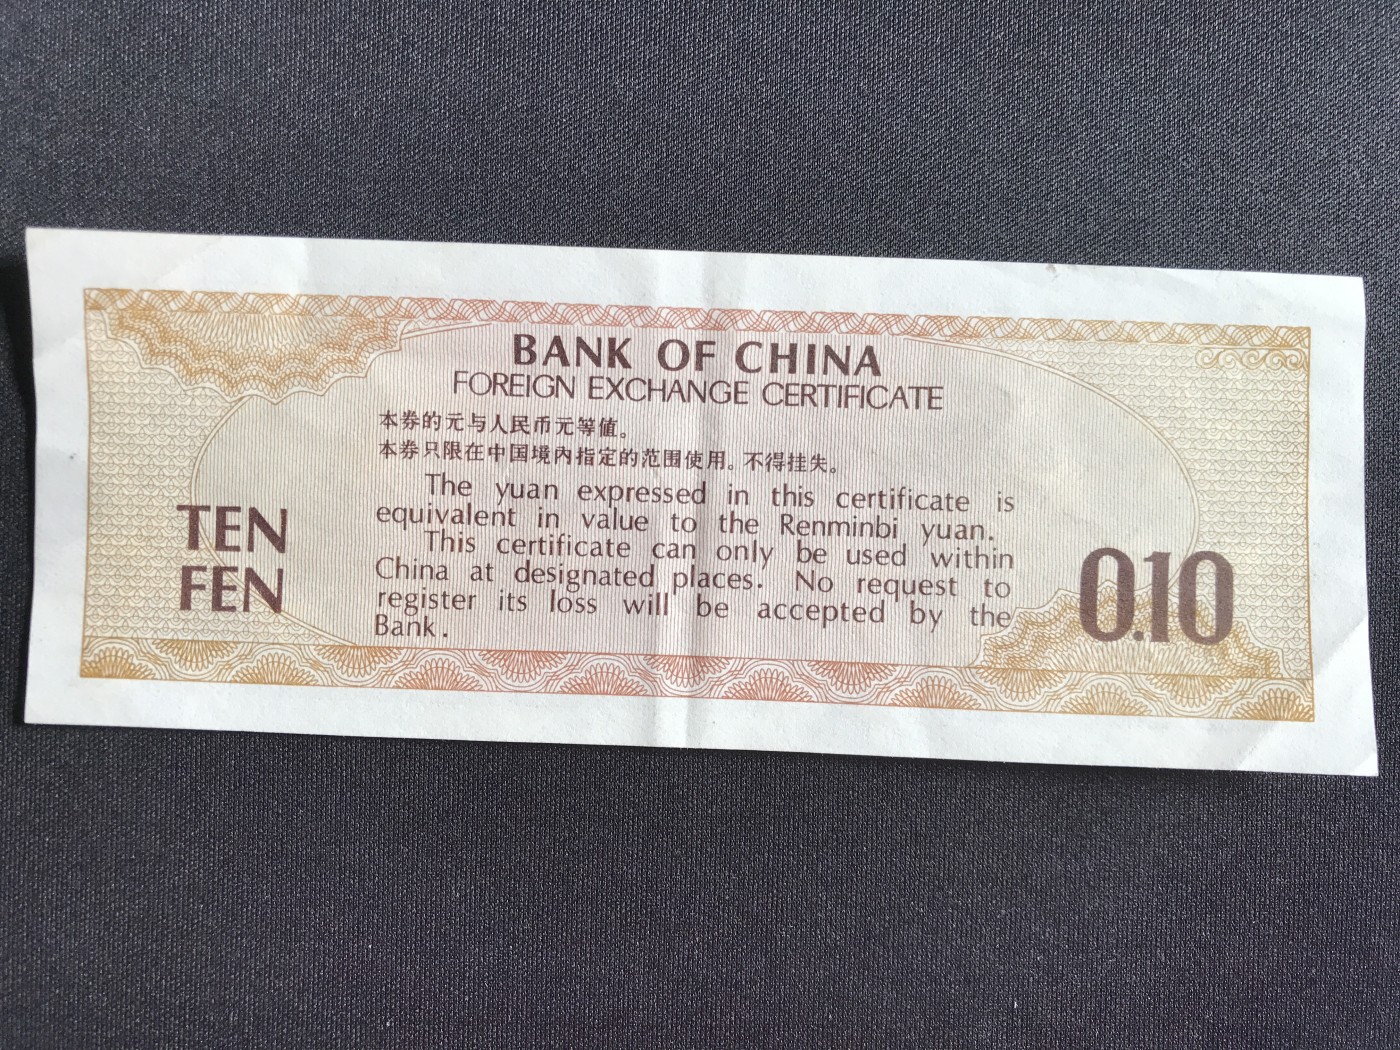 BANK OF CHINA
FOREIGN EXCHANGE CERTIFICATE
本券的元与人民币元等值。
本券只限在中国境内指定的范围使用。不得挂失。
The yuan expressed in this certificate is
equivalent in value to the Renminbi yuan.
This certificate can only be used within
China at designated places. No request to
register its loss will be accepted by the
Bank.
TEN
FEN
0.10